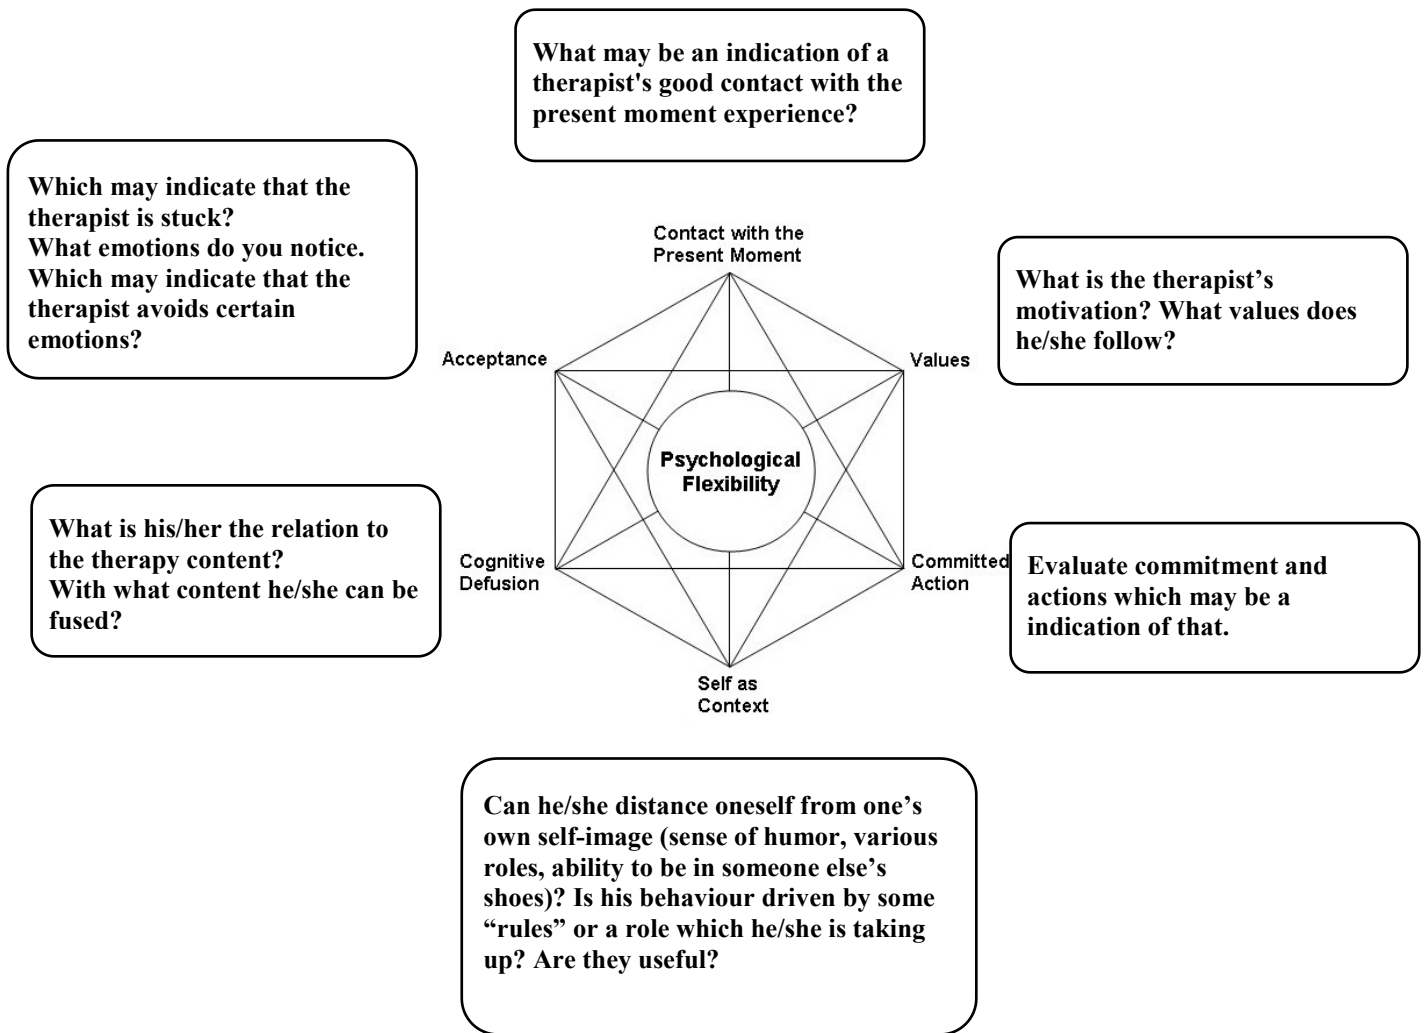 What may be an indication of a
therapist's good contact with the
present moment experience?
Which may indicate that the
therapist is stuck?
What emotions do you notice.
Which may indicate that the
therapist avoids certain
emotions?
Contact with the
Present Moment
What is the therapist’s
motivation? What values does
he/she follow?
Acceptance
Values
Psychological
Flexibility
What is his/her the relation to
the therapy content?
With what content he/she can be
fused?
Cognitive
Defusion
Committed
Action
Evaluate commitment and
actions which may be a
indication of that.
Self as
Context
Can he/she distance oneself from one’s
own self-image (sense of humor, various
roles, ability to be in someone else’s
shoes)? Is his behaviour driven by some
“rules” or a role which he/she is taking
up? Are they useful?